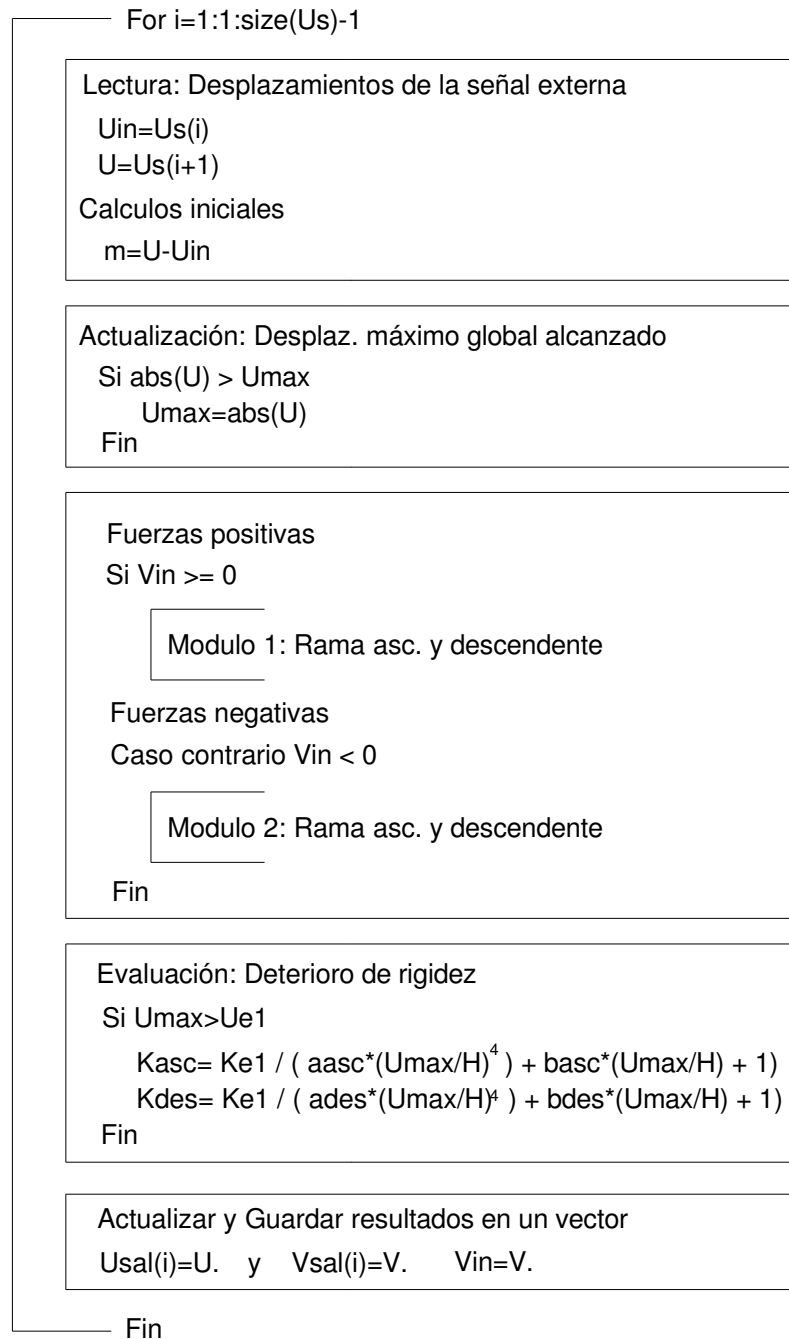 For i=1:1:size(Us)-1
Lectura: Desplazamientos de la señal externa
Uin=Us(i)
U=Us(i+1)
Calculos iniciales
m=U-Uin
Actualización: Desplaz. máximo global alcanzado
Si abs(U) > Umax
Umax=abs(U)
Fin
Fuerzas positivas
Si Vin >= 0
Modulo 1: Rama asc. y descendente
Fuerzas negativas
Caso contrario Vin < 0
Modulo 2: Rama asc. y descendente
Fin
Evaluación: Deterioro de rigidez
Si Umax>Ue1
Kasc= Ke1 / ( aasc*(Umax/H)⁴ ) + basc*(Umax/H) + 1)
Kdes= Ke1 / ( ades*(Umax/H)⁴ ) + bdes*(Umax/H) + 1)
Fin
Actualizar y Guardar resultados en un vector
Usal(i)=U. y Vsal(i)=V. Vin=V.
Fin